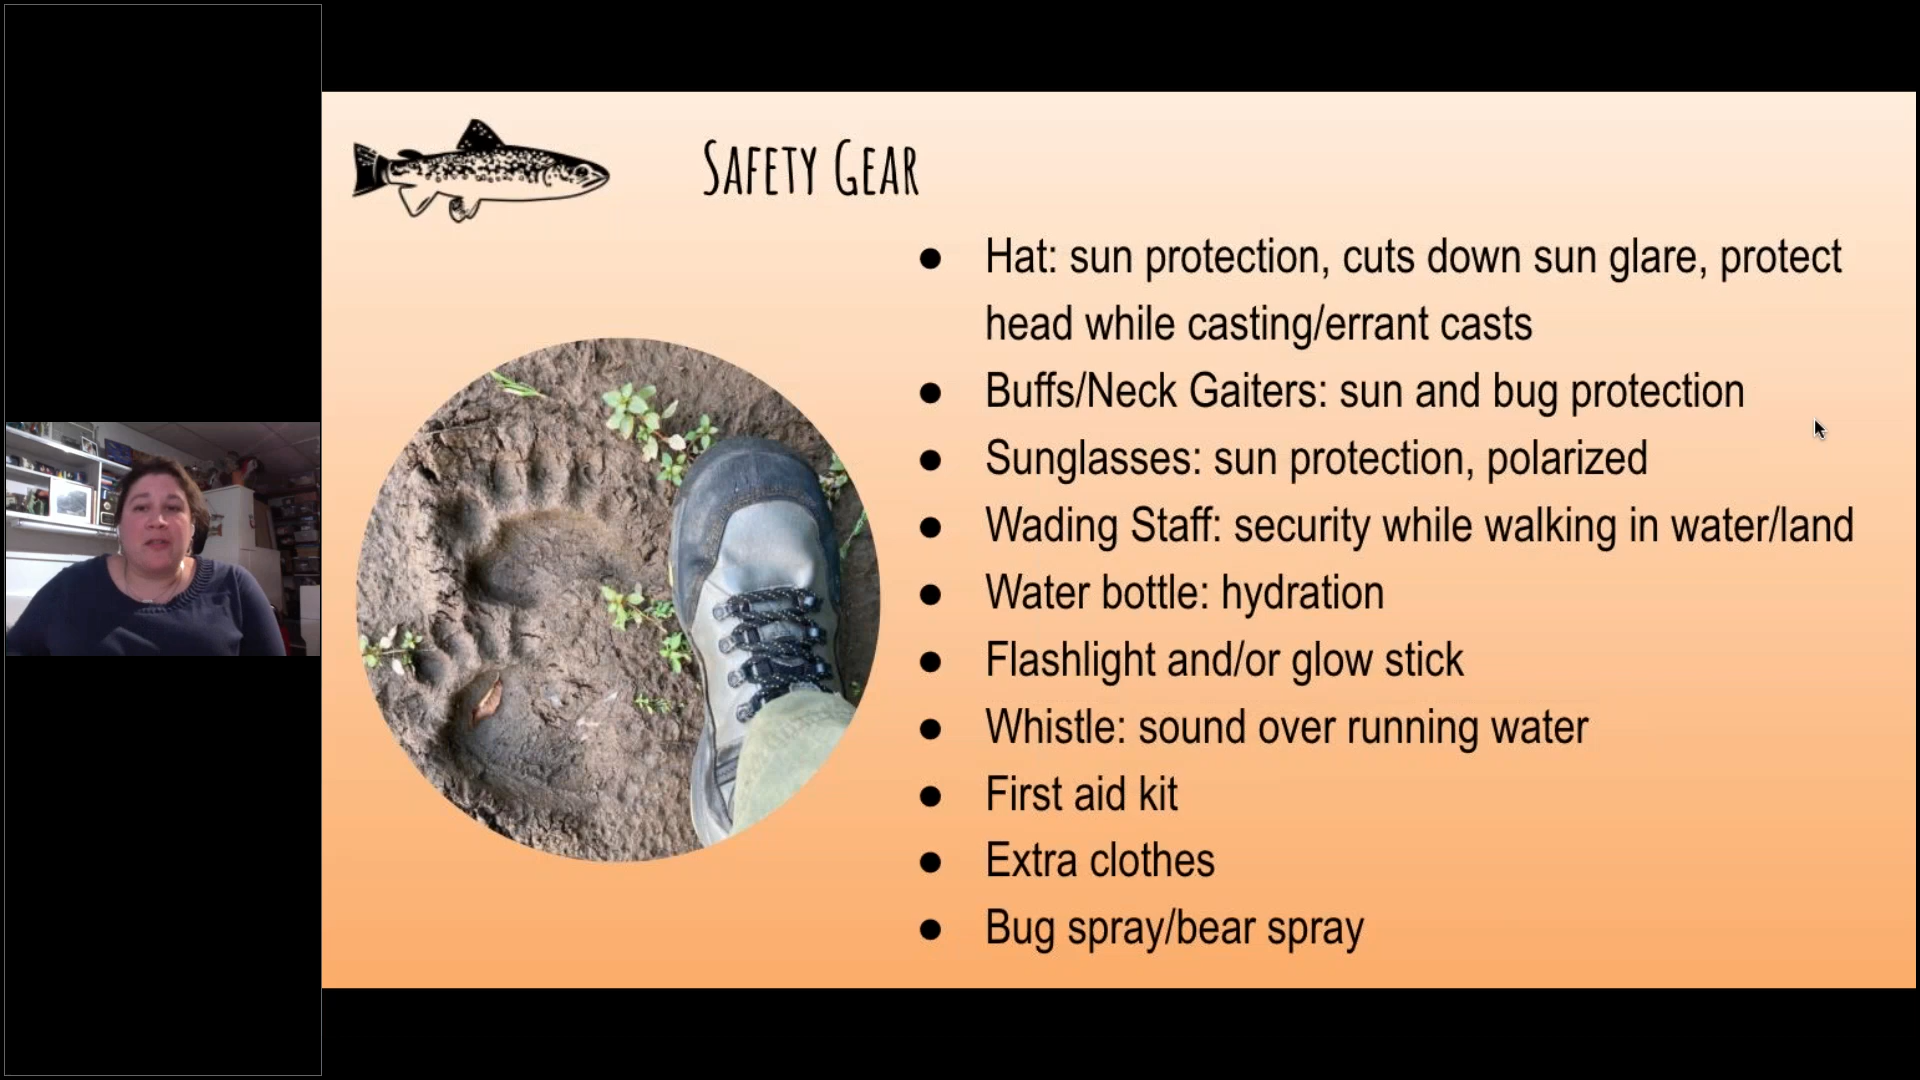 Safety Gear
● Hat: sun protection, cuts down sun glare, protect
head while casting/errant casts
● Buffs/Neck Gaiters: sun and bug protection
● Sunglasses: sun protection, polarized
● Wading Staff: security while walking in water/land
● Water bottle: hydration
● Flashlight and/or glow stick
● Whistle: sound over running water
● First aid kit
● Extra clothes
● Bug spray/bear spray